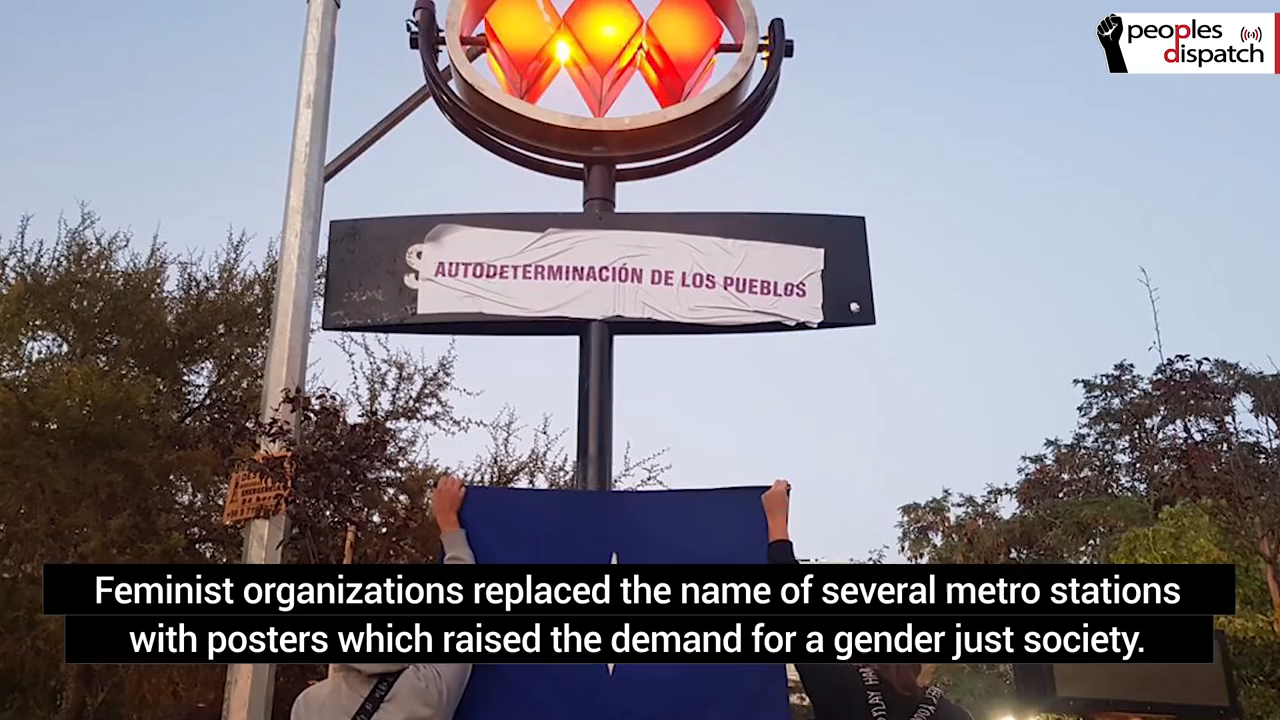 peoples
dispatch
S
AUTODETERMINACIÓN DE LOS PUEBLOS
Feminist organizations replaced the name of several metro stations
with posters which raised the demand for a gender just society.